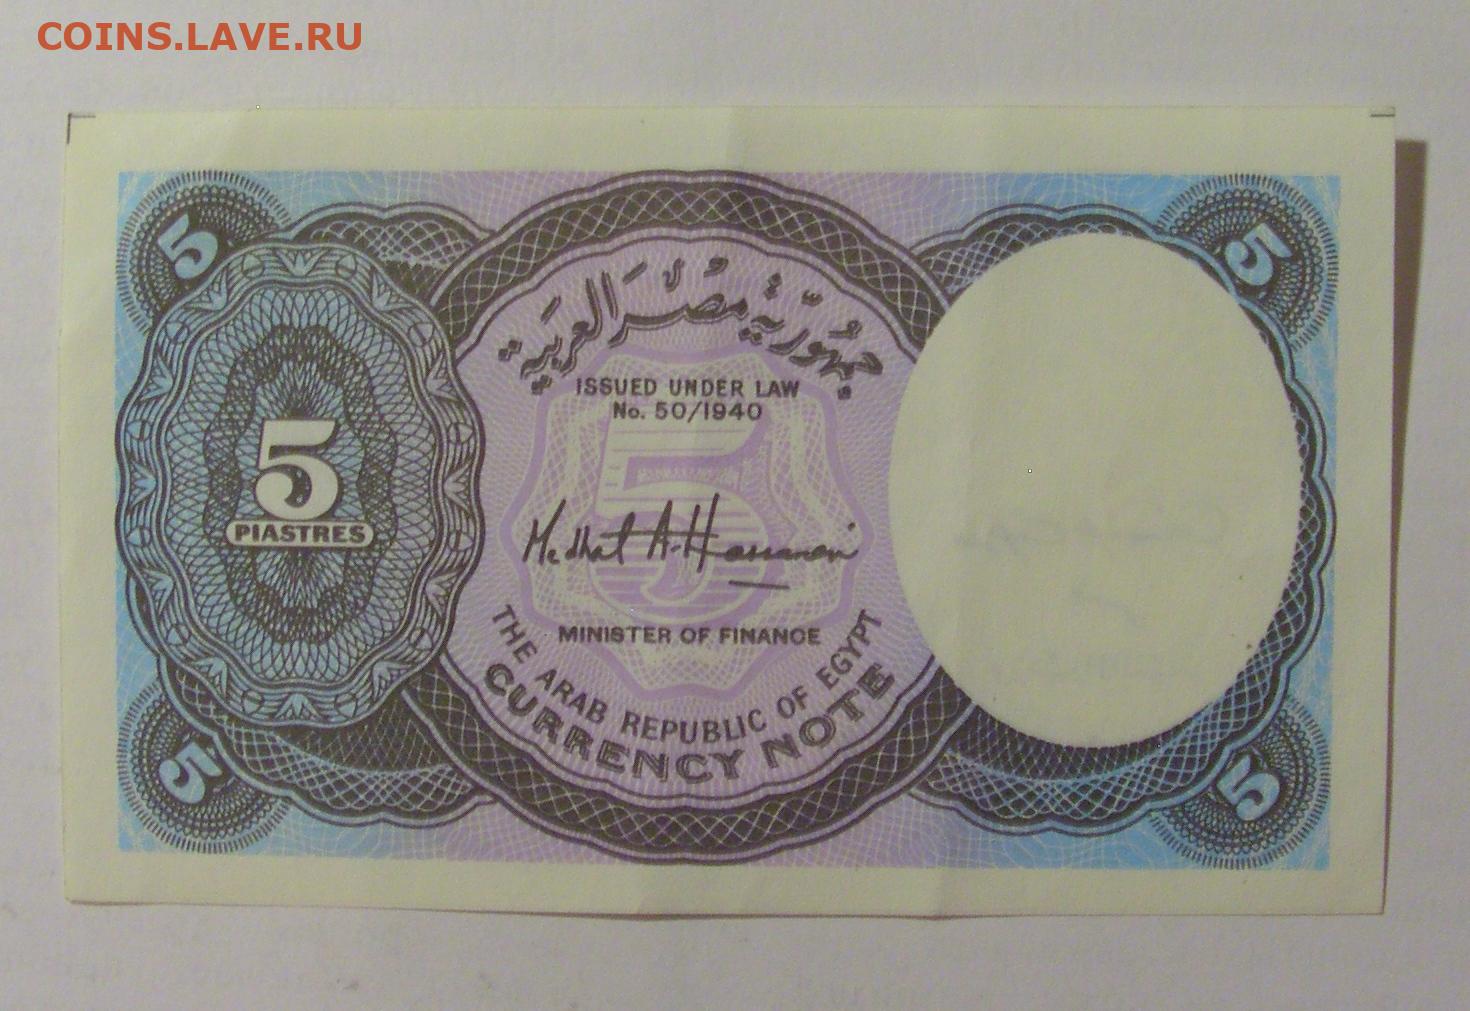 COINS.LAVE.RU
5
5
جمهورية مصر العربية
ISSUED UNDER LAW
No. 50/1940
5
PIASTRES
5
Medhat A-Hassanein
MINISTER OF FINANCE
THE ARAB REPUBLIC OF EGYPT
CURRENCY NOTE
5
5